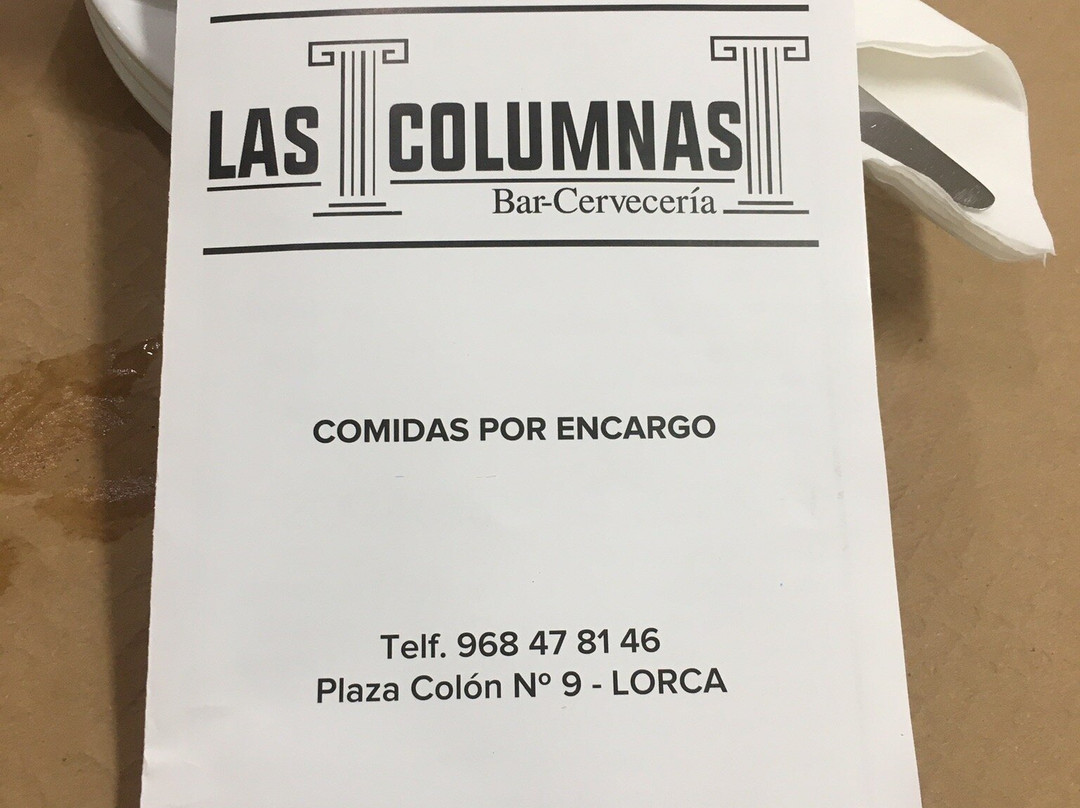 LAS COLUMNAS
Bar-Cervecería
COMIDAS POR ENCARGO
Telf. 968 47 81 46
Plaza Colón Nº 9 - LORCA